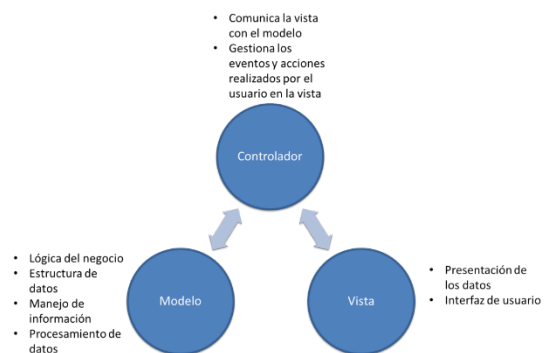 • Comunica la vista
con el modelo
• Gestiona los
eventos y acciones
realizados por el
usuario en la vista
Controlador
• Lógica del negocio
• Estructura de
datos
• Manejo de
información
• Procesamiento de
datos
Modelo
Vista
• Presentación de
los datos
• Interfaz de usuario